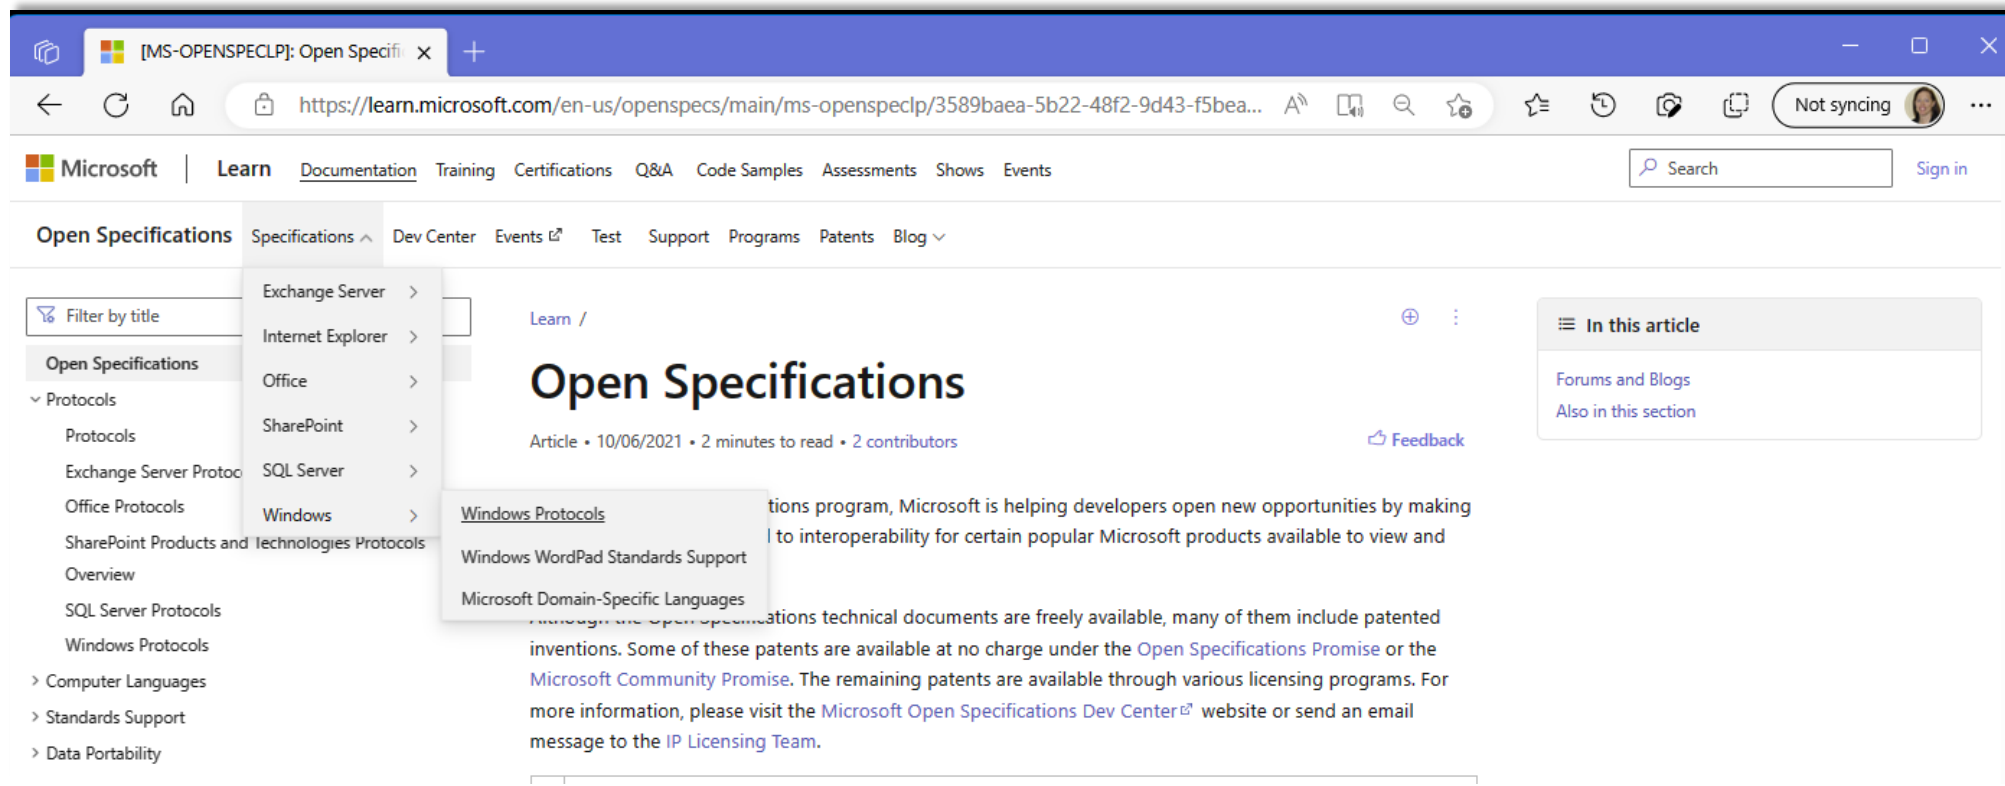 [MS-OPENSPECLP]: Open Specifi
https://learn.microsoft.com/en-us/openspecs/main/ms-openspeclp/3589baea-5b22-48f2-9d43-f5bea...
Not syncing
Microsoft Learn Documentation Training Certifications Q&A Code Samples Assessments Shows Events
Search
Sign in
Open Specifications Specifications Dev Center Events Test Support Programs Patents Blog
Filter by title
Open Specifications
Protocols
Protocols
Exchange Server Protoc
Office Protocols
SharePoint Products and Technologies Protocols
Overview
SQL Server Protocols
Windows Protocols
Computer Languages
Standards Support
Data Portability
Exchange Server
Internet Explorer
Office
SharePoint
SQL Server
Windows
Windows Protocols
Windows WordPad Standards Support
Microsoft Domain-Specific Languages
Learn /
Open Specifications
Article • 10/06/2021 • 2 minutes to read • 2 contributors
Feedback
tions program, Microsoft is helping developers open new opportunities by making
to interoperability for certain popular Microsoft products available to view and
Although the Open Specifications technical documents are freely available, many of them include patented
inventions. Some of these patents are available at no charge under the Open Specifications Promise or the
Microsoft Community Promise. The remaining patents are available through various licensing programs. For
more information, please visit the Microsoft Open Specifications Dev Center website or send an email
message to the IP Licensing Team.
In this article
Forums and Blogs
Also in this section